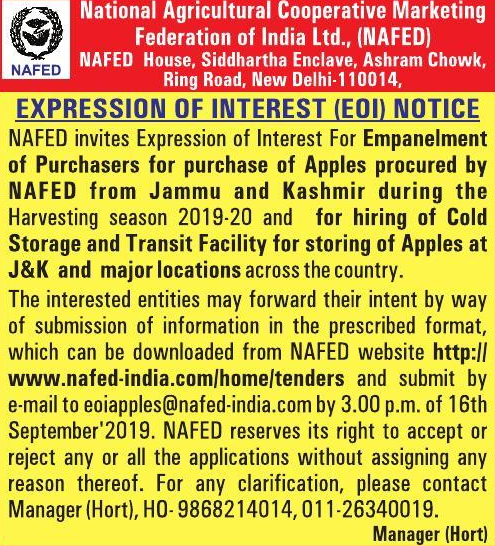 National Agricultural Cooperative Marketing
Federation of India Ltd., (NAFED)
NAFED House, Siddhartha Enclave, Ashram Chowk,
Ring Road, New Delhi-110014,
NAFED
EXPRESSION OF INTEREST (EOI) NOTICE
NAFED invites Expression of Interest For Empanelment
of Purchasers for purchase of Apples procured by
NAFED from Jammu and Kashmir during the
Harvesting season 2019-20 and for hiring of Cold
Storage and Transit Facility for storing of Apples at
J&K and major locations across the country.
The interested entities may forward their intent by way
of submission of information in the prescribed format,
which can be downloaded from NAFED website http://
www.nafed-india.com/home/tenders and submit by
e-mail to eoiapples@nafed-india.com by 3.00 p.m. of 16th
September'2019. NAFED reserves its right to accept or
reject any or all the applications without assigning any
reason thereof. For any clarification, please contact
Manager (Hort), HO- 9868214014, 011-26340019.
Manager (Hort)